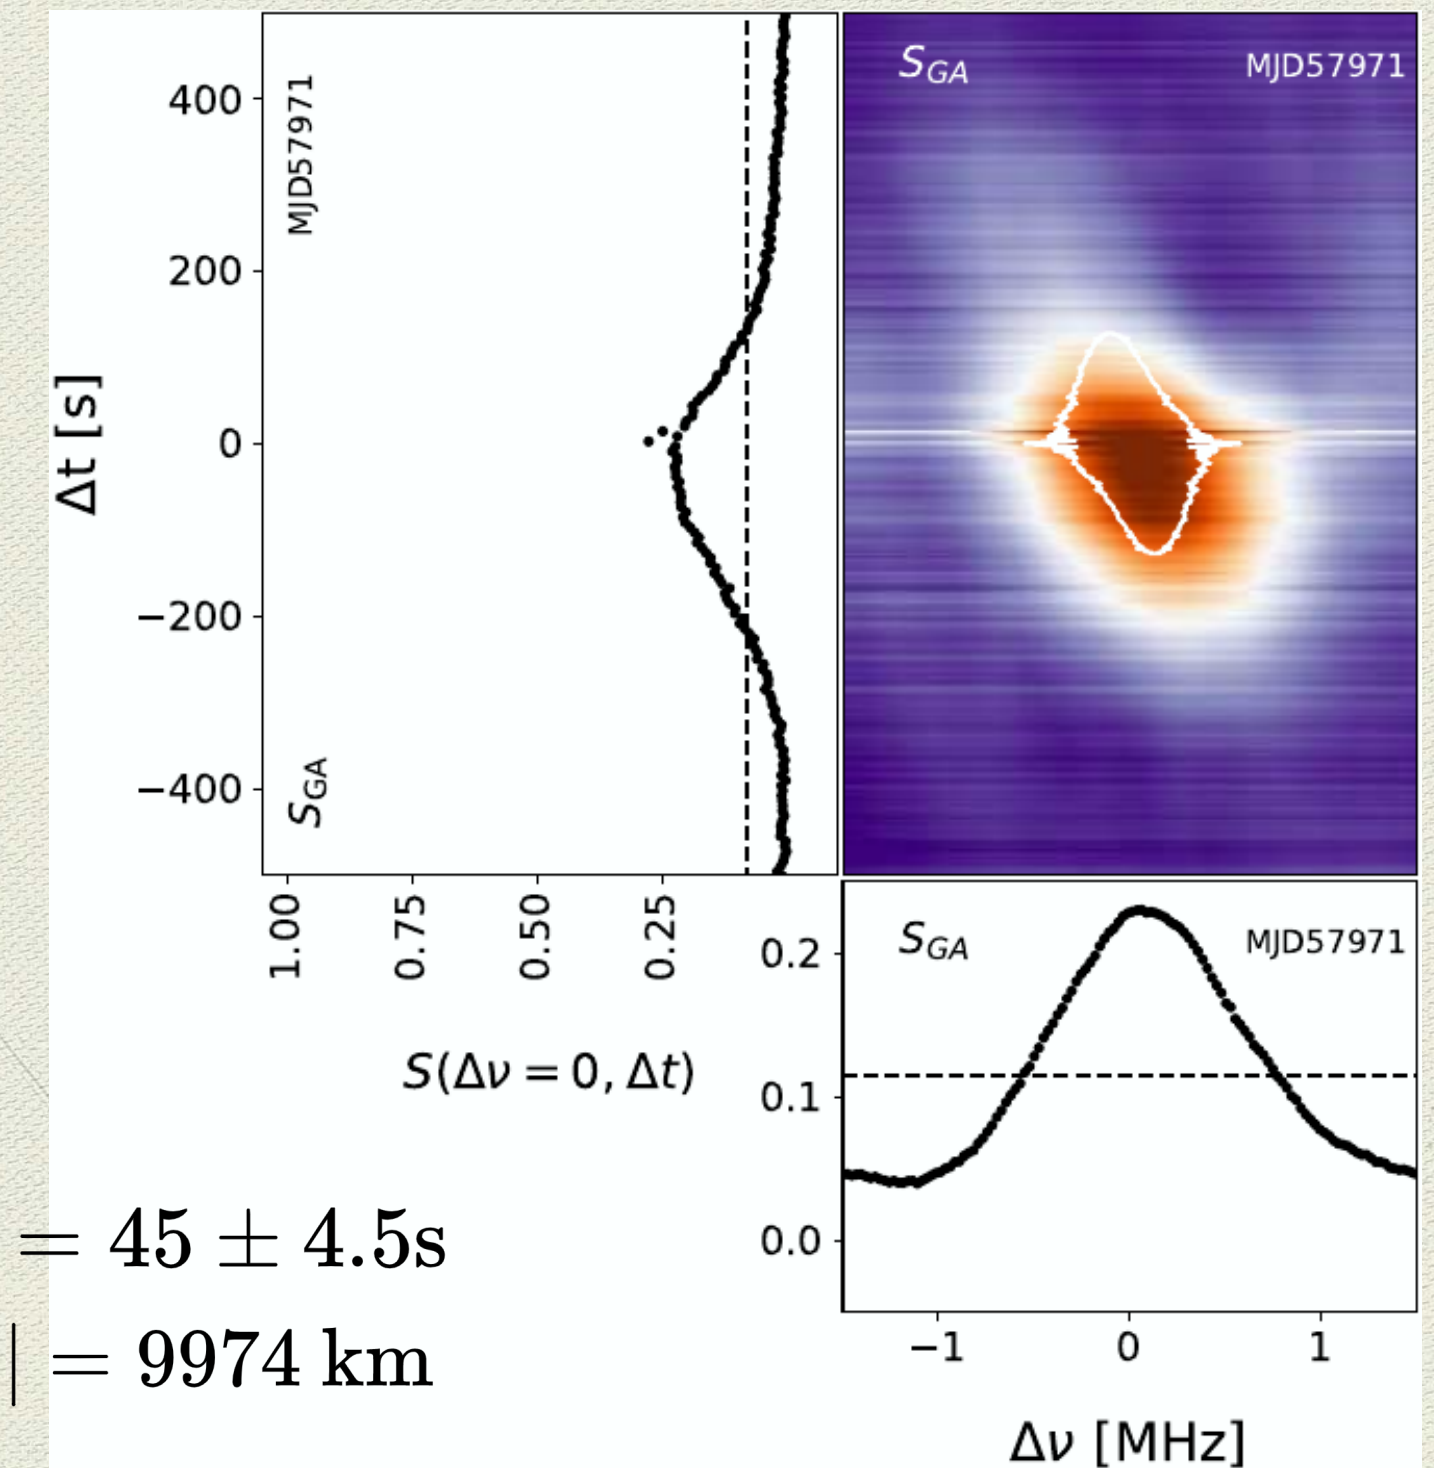 Δt [s]
400
200
0
−200
−400
MJD57971
S_GA
1.00
0.75
0.50
0.25
S(Δν = 0, Δt)
S_GA MJD57971
S_GA MJD57971
0.2
0.1
0.0
−1 0 1
Δν [MHz]
= 45 ± 4.5s
| = 9974 km